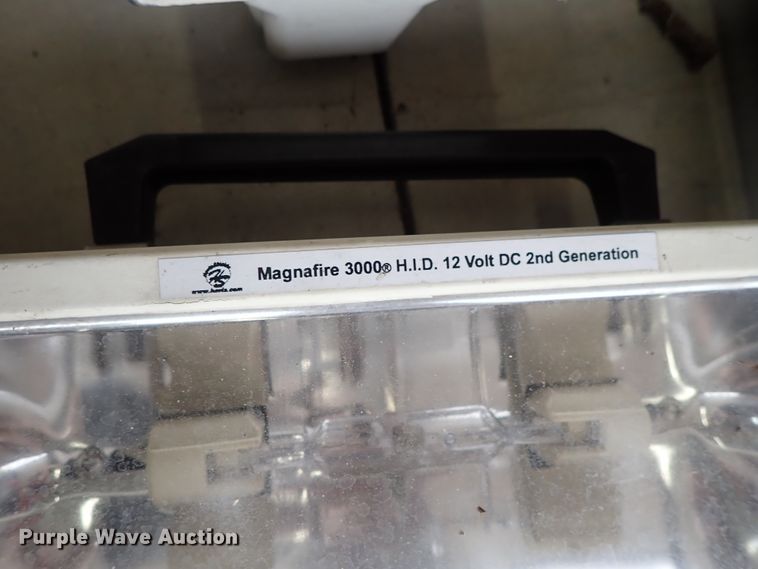 Magnafire 3000® H.I.D. 12 Volt DC 2nd Generation
Purple Wave Auction